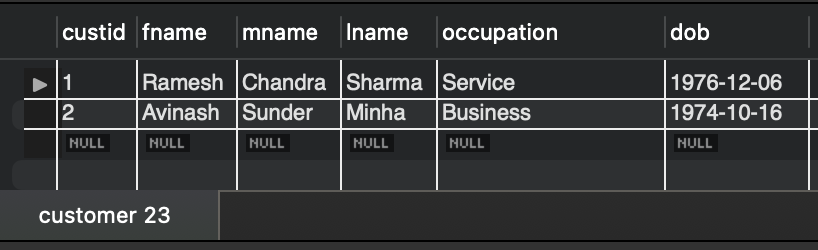 custid fname mname lname occupation dob
1 Ramesh Chandra Sharma Service 1976-12-06
2 Avinash Sunder Minha Business 1974-10-16
NULL NULL NULL NULL NULL NULL
customer 23